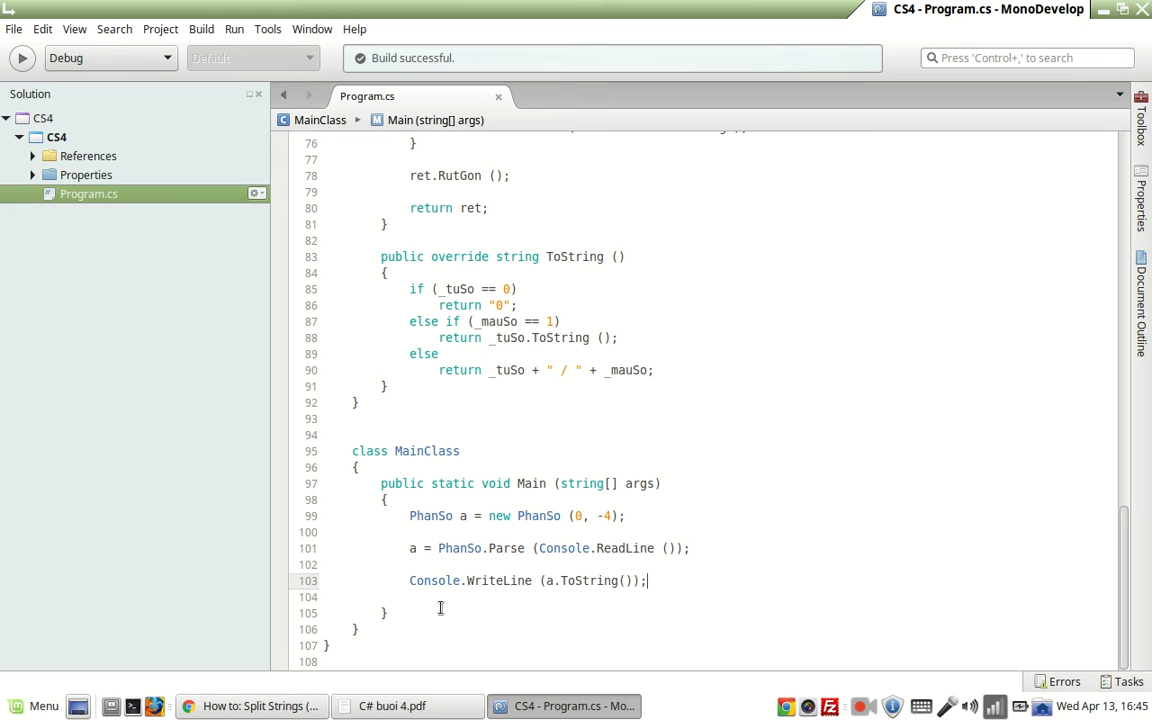 CS4 - Program.cs - MonoDevelop
File Edit View Search Project Build Run Tools Window Help
Debug
Default
Build successful.
Press 'Control+,' to search
Solution
CS4
CS4
References
Properties
Program.cs
Program.cs
MainClass
Main (string[] args)
76 }
77
78 ret.RutGon ();
79
80 return ret;
81 }
82
83 public override string ToString ()
84 {
85 if (_tuSo == 0)
86 return "0";
87 else if (_mauSo == 1)
88 return _tuSo.ToString ();
89 else
90 return _tuSo + " / " + _mauSo;
91 }
92 }
93
94
95 class MainClass
96 {
97 public static void Main (string[] args)
98 {
99 PhanSo a = new PhanSo (0, -4);
100
101 a = PhanSo.Parse (Console.ReadLine ());
102
103 Console.WriteLine (a.ToString());
104
105 }
106 }
107 }
108
Toolbox
Properties
Document Outline
Errors
Tasks
Menu
How to: Split Strings (...
C# buoi 4.pdf
CS4 - Program.cs - Mo...
Wed Apr 13, 16:45